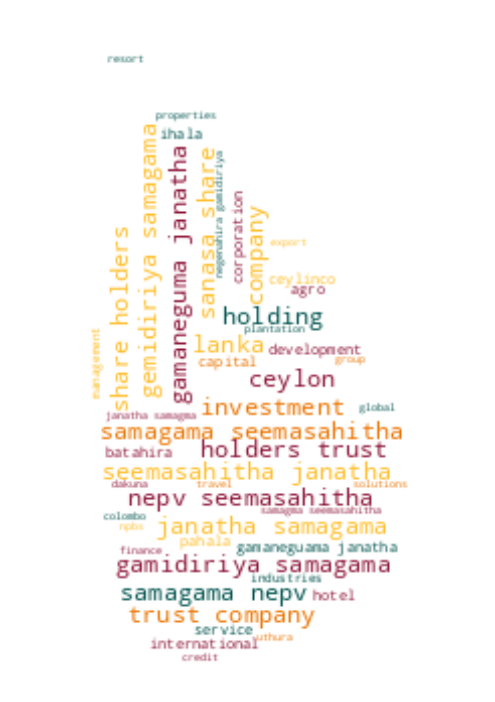 resort
properties
ihala
gemidiriya samagama
gamaneguma janatha
sanasa share
negenahira gamidiriya
corporation
company
share holders
export
ceylinco
agro
holding
plantation
lanka
development
management
capital
group
ceylon
investment
global
janatha samagma
samagama seemasahitha
batahira
holders trust
seemasahitha janatha
dakuna
travel
solutions
nepv seemasahitha
samagma seemasahitha
colombo
npbs
janatha samagama
pahala
gamaneguama janatha
finance
gamidiriya samagama
industries
samagama nepv
hotel
trust company
service
uthura
international
credit